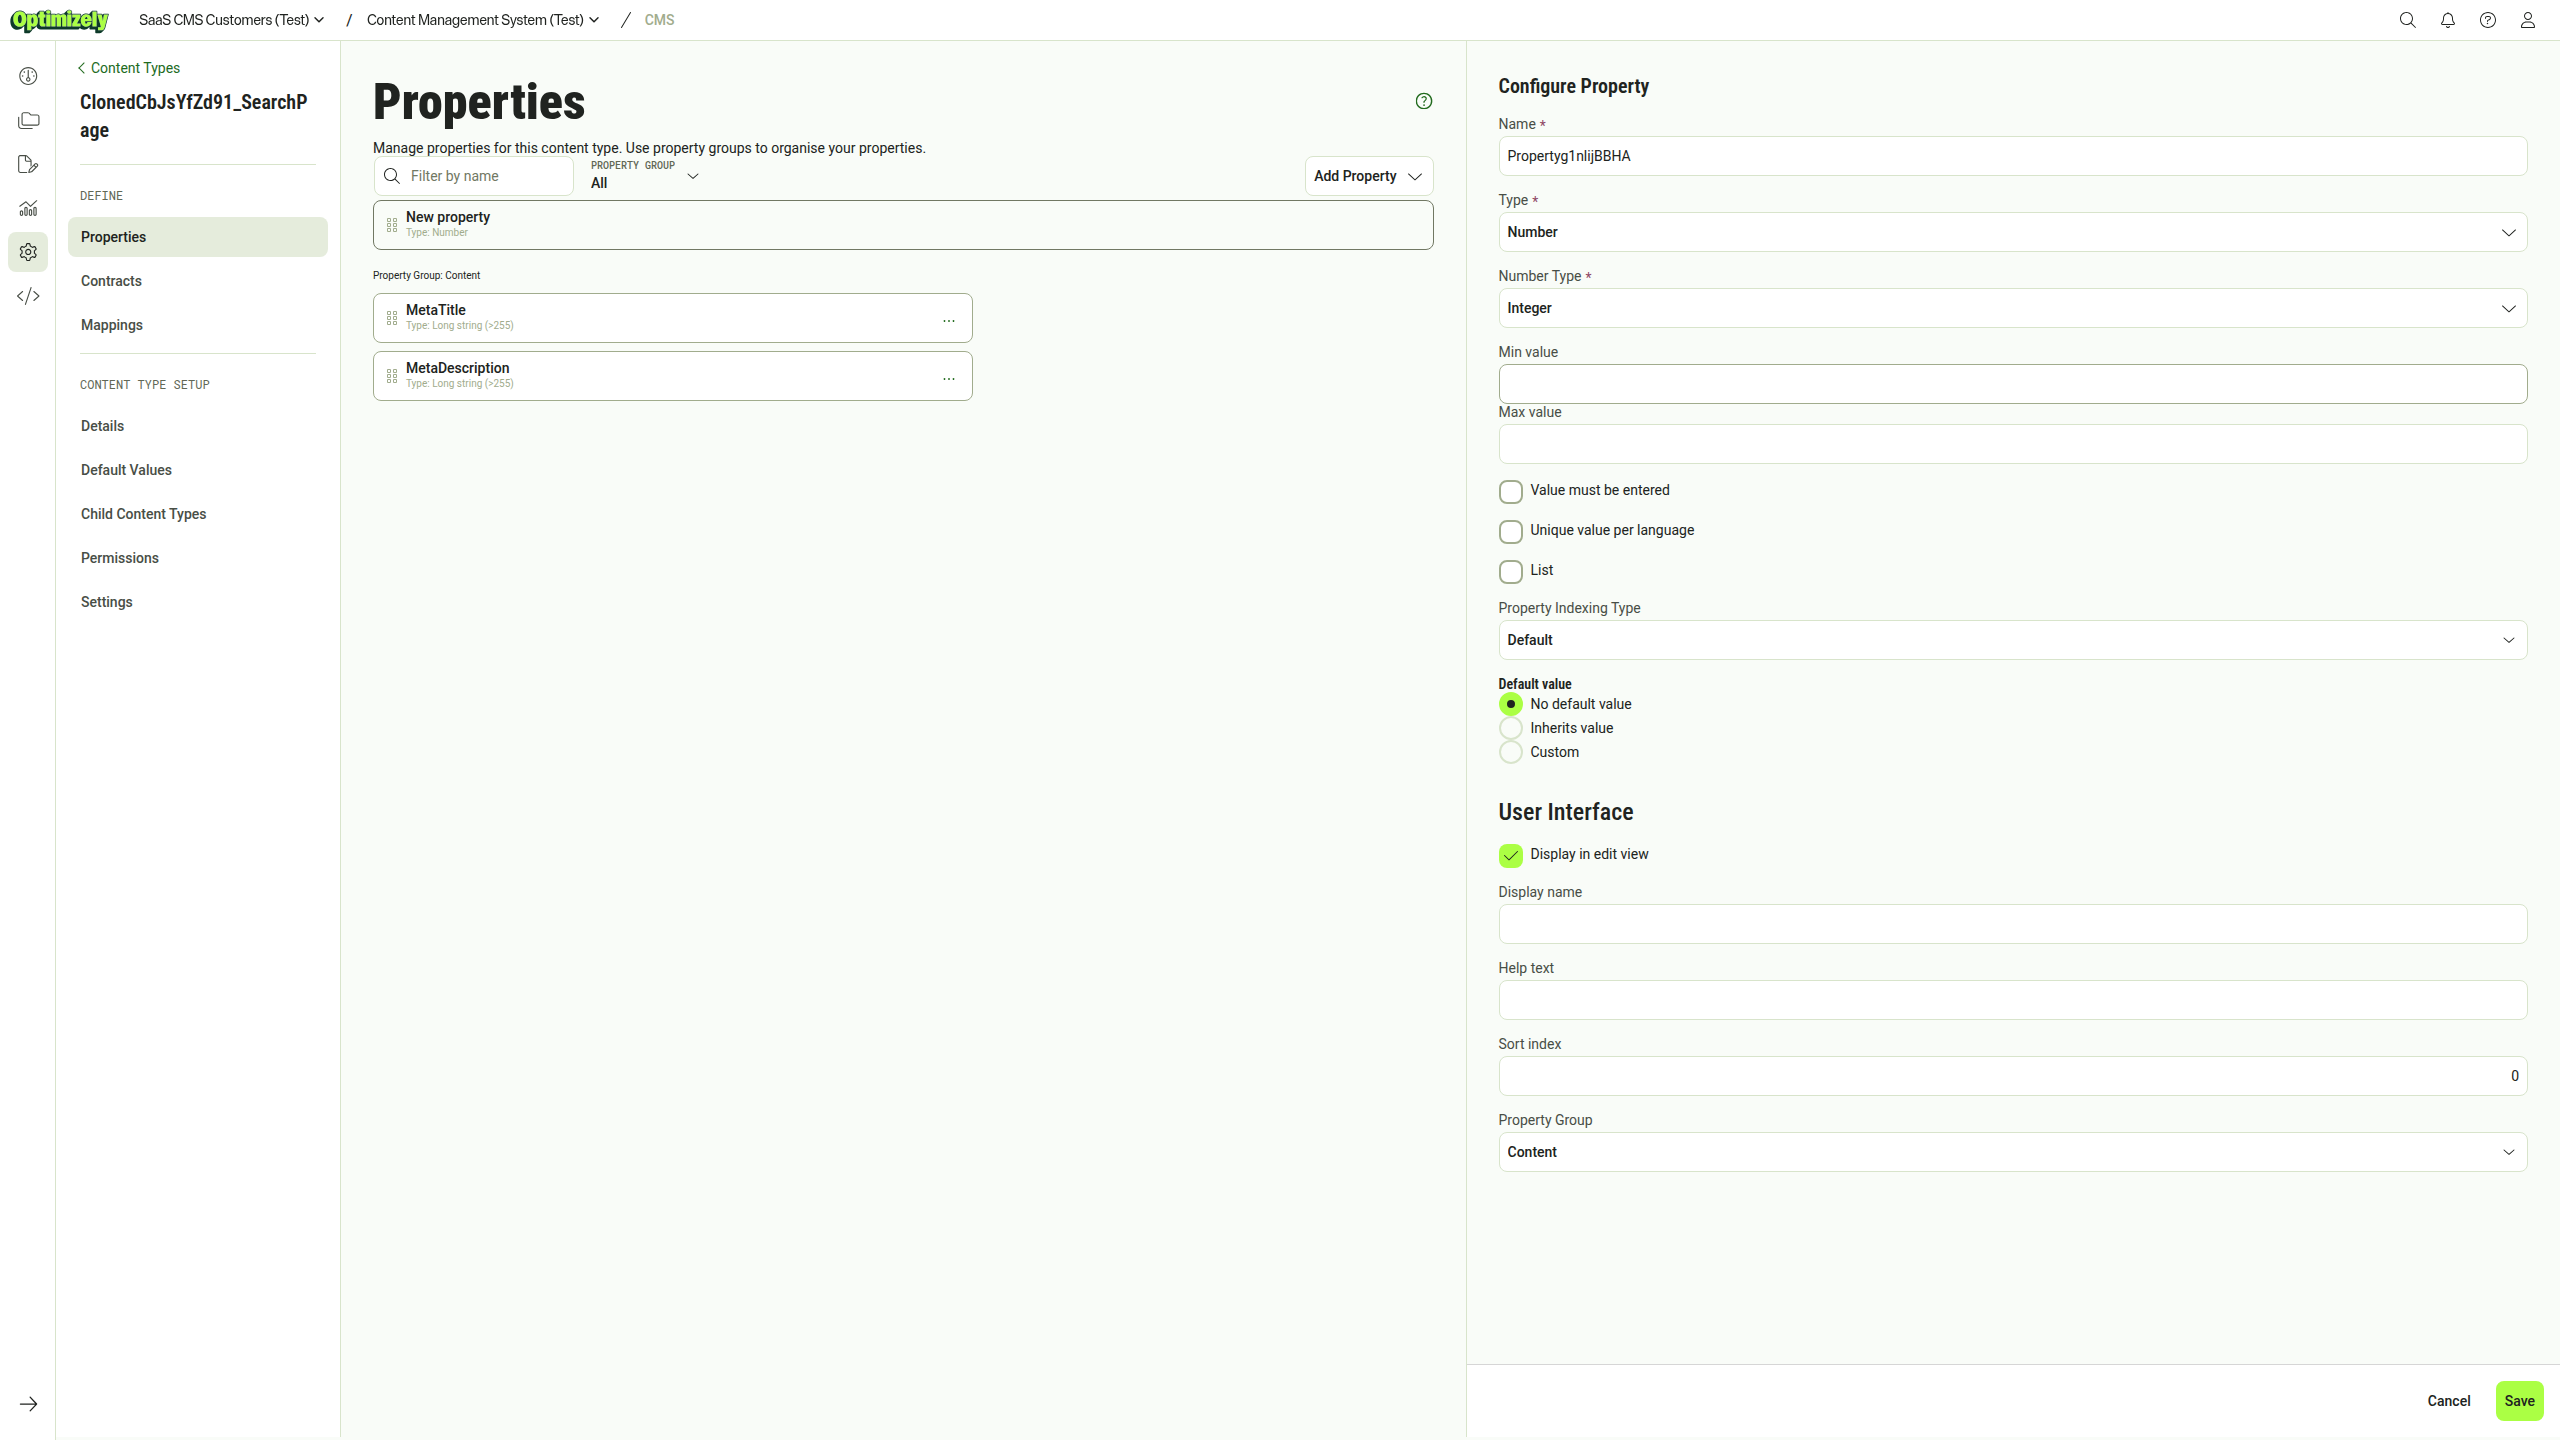 Optimizely
SaaS CMS Customers (Test) / Content Management System (Test) / CMS
Content Types
ClonedCbJsYfZd91_SearchP
age
DEFINE
Properties
Contracts
Mappings
CONTENT TYPE SETUP
Details
Default Values
Child Content Types
Permissions
Settings
Properties
Manage properties for this content type. Use property groups to organise your properties.
Filter by name
PROPERTY GROUP
All
Add Property
New property
Type: Number
Property Group: Content
MetaTitle
Type: Long string (>255)
...
MetaDescription
Type: Long string (>255)
...
Configure Property
Name *
Propertyg1nlijBBHA
Type *
Number
Number Type *
Integer
Min value
Max value
Value must be entered
Unique value per language
List
Property Indexing Type
Default
Default value
No default value
Inherits value
Custom
User Interface
Display in edit view
Display name
Help text
Sort index
0
Property Group
Content
Cancel
Save